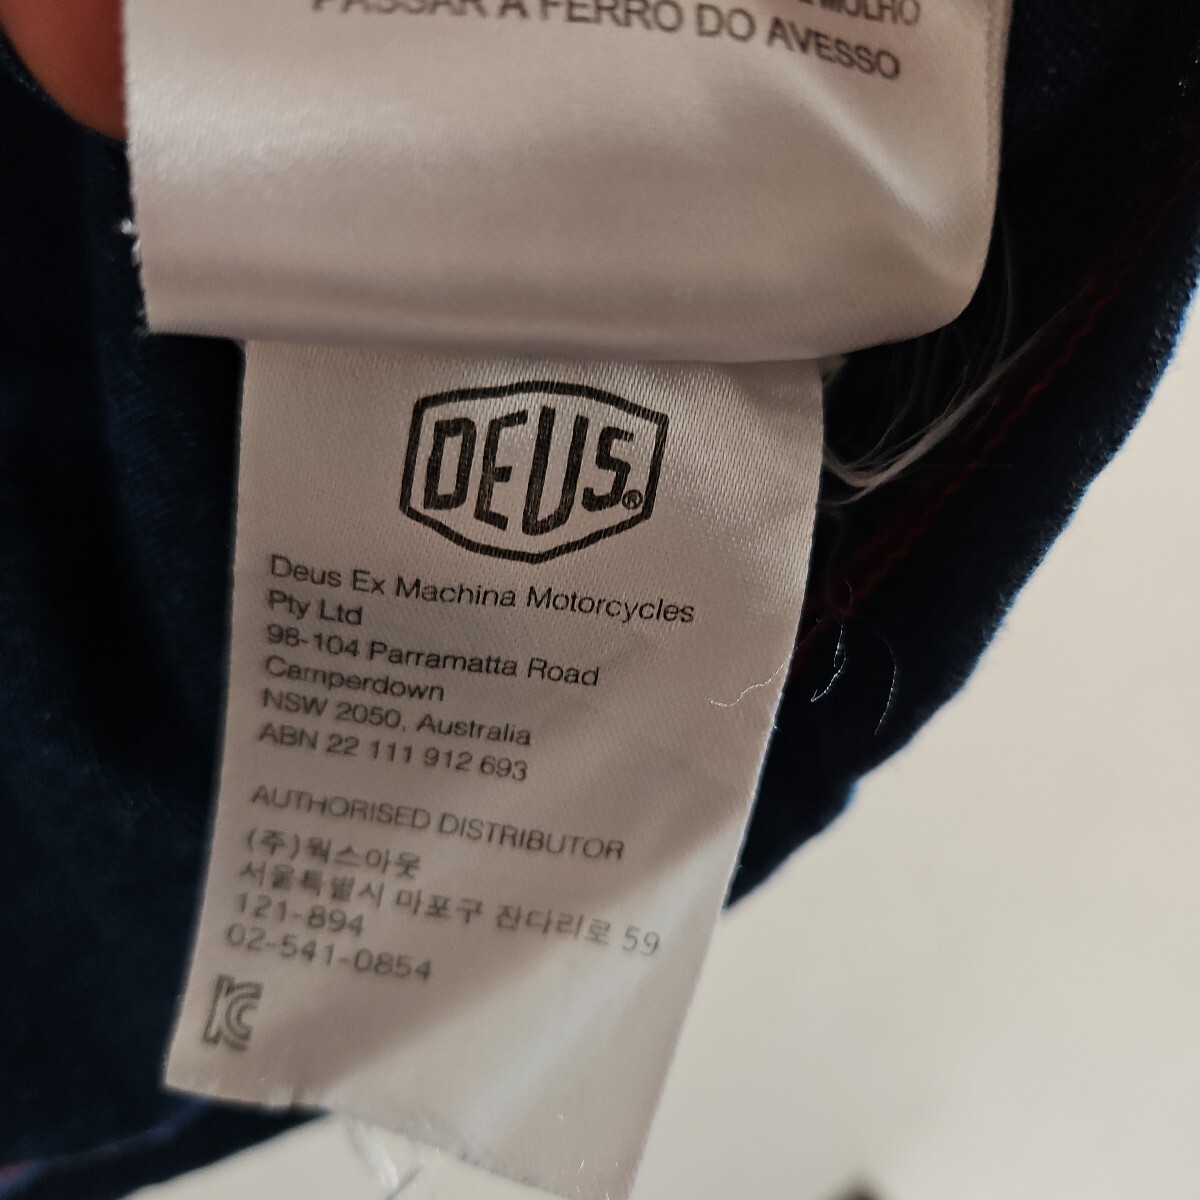 MOLHO
PASSAR A FERRO DO AVESSO
DEUS®
Deus Ex Machina Motorcycles
Pty Ltd
98-104 Parramatta Road
Camperdown
NSW 2050, Australia
ABN 22 111 912 693
AUTHORISED DISTRIBUTOR
(주)웍스아웃
서울특별시 마포구 잔다리로 59
121-894
02-541-0854
KC